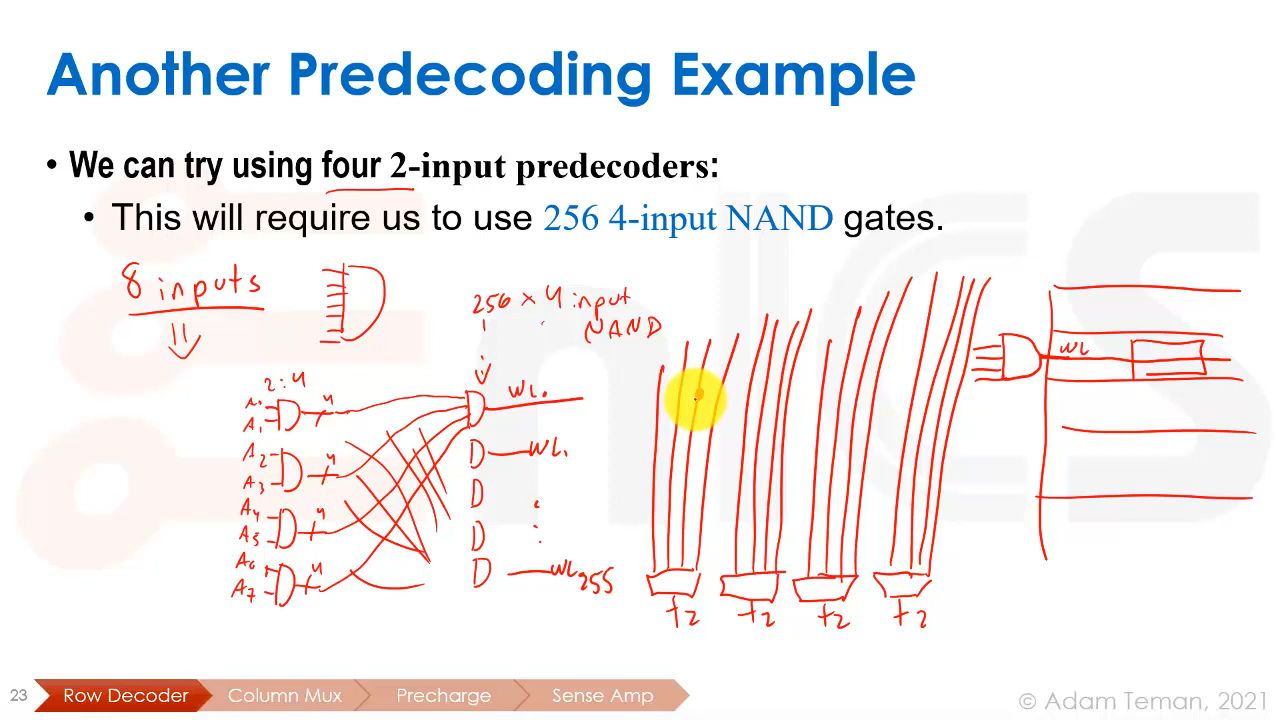 Another Predecoding Example
• We can try using four 2-input predecoders:
• This will require us to use 256 4-input NAND gates.
8 inputs
256 × 4 input
NAND
2:4
A0
A1
4
A2
A3
4
A4
A5
4
A6
A7
4
WL0
WL1
WL255
2
2
2
2
WL
23
Row Decoder
Column Mux
Precharge
Sense Amp
© Adam Teman, 2021